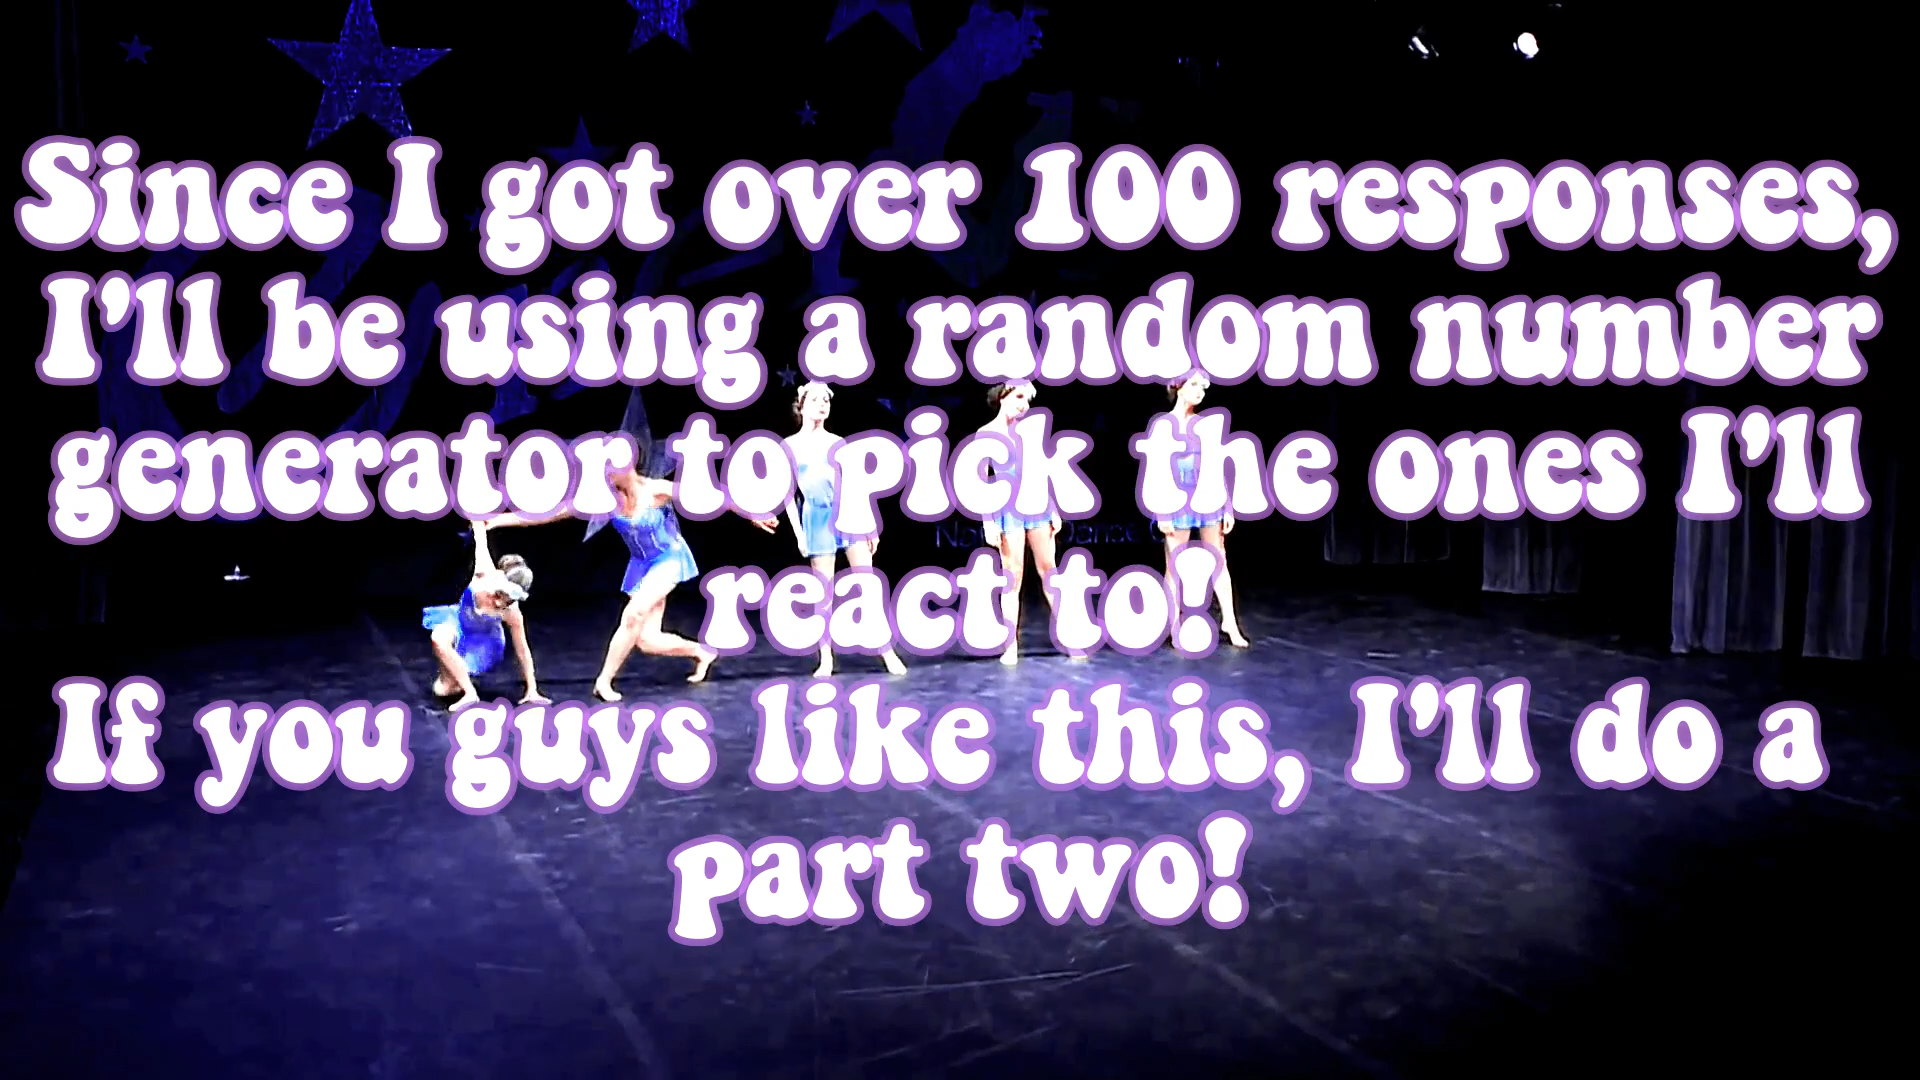 Since I got over 100 responses,
I'll be using a random number
generator to pick the ones I'll
react to!
If you guys like this, I'll do a
part two!